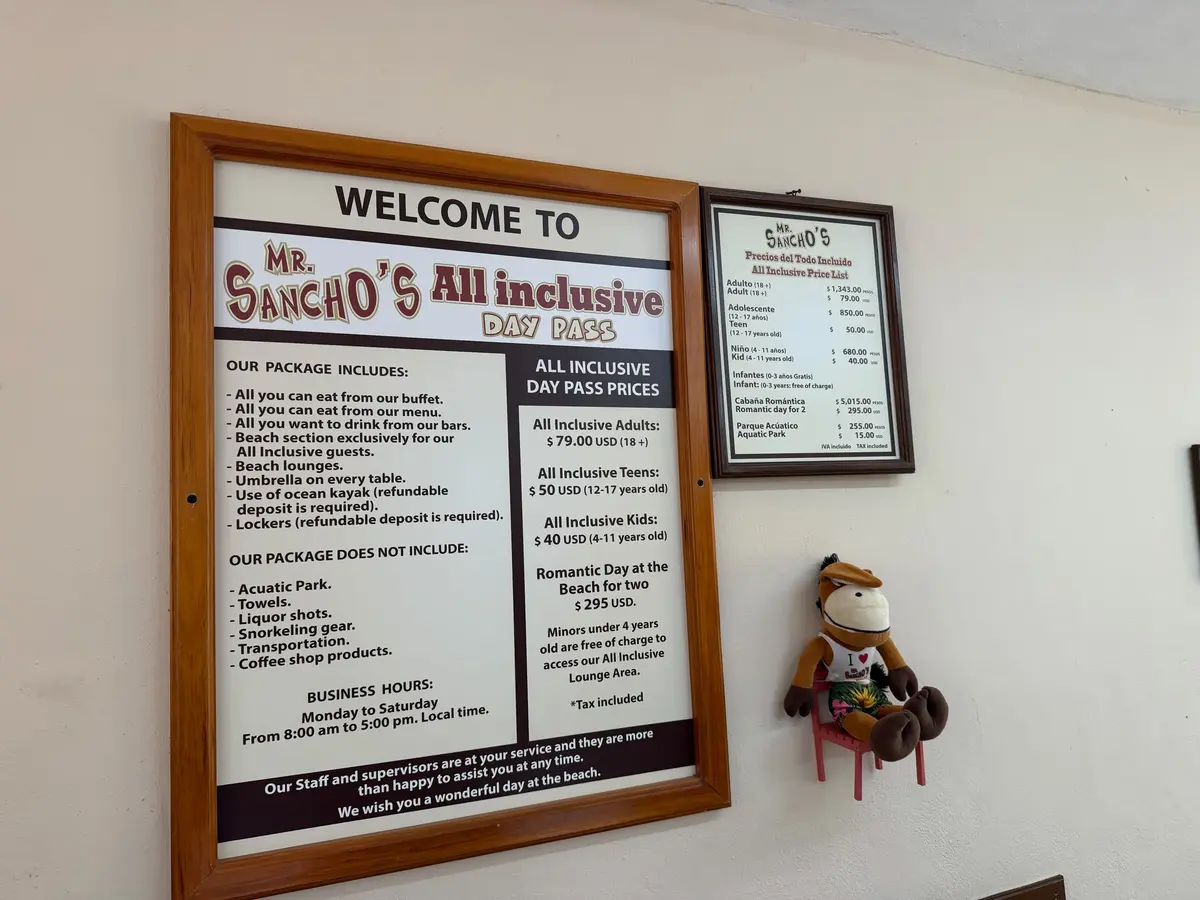 WELCOME TO
MR.
SANCHO'S All inclusive
DAY PASS
OUR PACKAGE INCLUDES:
- All you can eat from our buffet.
- All you can eat from our menu.
- All you want to drink from our bars.
- Beach section exclusively for our
All Inclusive guests.
- Beach lounges.
- Umbrella on every table.
- Use of ocean kayak (refundable
deposit is required).
- Lockers (refundable deposit is required).
OUR PACKAGE DOES NOT INCLUDE:
- Acuatic Park.
- Towels.
- Liquor shots.
- Snorkeling gear.
- Transportation.
- Coffee shop products.
BUSINESS HOURS:
Monday to Saturday
From 8:00 am to 5:00 pm. Local time.
ALL INCLUSIVE
DAY PASS PRICES
All Inclusive Adults:
$ 79.00 USD (18 +)
All Inclusive Teens:
$ 50 USD (12-17 years old)
All Inclusive Kids:
$ 40 USD (4-11 years old)
Romantic Day at the
Beach for two
$ 295 USD.
Minors under 4 years
old are free of charge to
access our All Inclusive
Lounge Area.
*Tax included
Our Staff and supervisors are at your service and they are more
than happy to assist you at any time.
We wish you a wonderful day at the beach.
MR.
SANCHO'S
Precios del Todo Incluido
All Inclusive Price List
Adulto (18 +) $ 1,343.00 PESOS
Adult (18 +) $ 79.00 USD
Adolescente $ 850.00 PESOS
(12 - 17 años)
Teen $ 50.00 USD
(12 - 17 years old)
Niño (4 - 11 años) $ 680.00 PESOS
Kid (4 - 11 years old) $ 40.00 USD
Infantes (0-3 años Gratis)
Infant: (0-3 years: free of charge)
Cabaña Romántica $ 5,015.00 PESOS
Romantic day for 2 $ 295.00 USD
Parque Acúatico $ 255.00 PESOS
Aquatic Park $ 15.00 USD
IVA incluido TAX included
I ♥